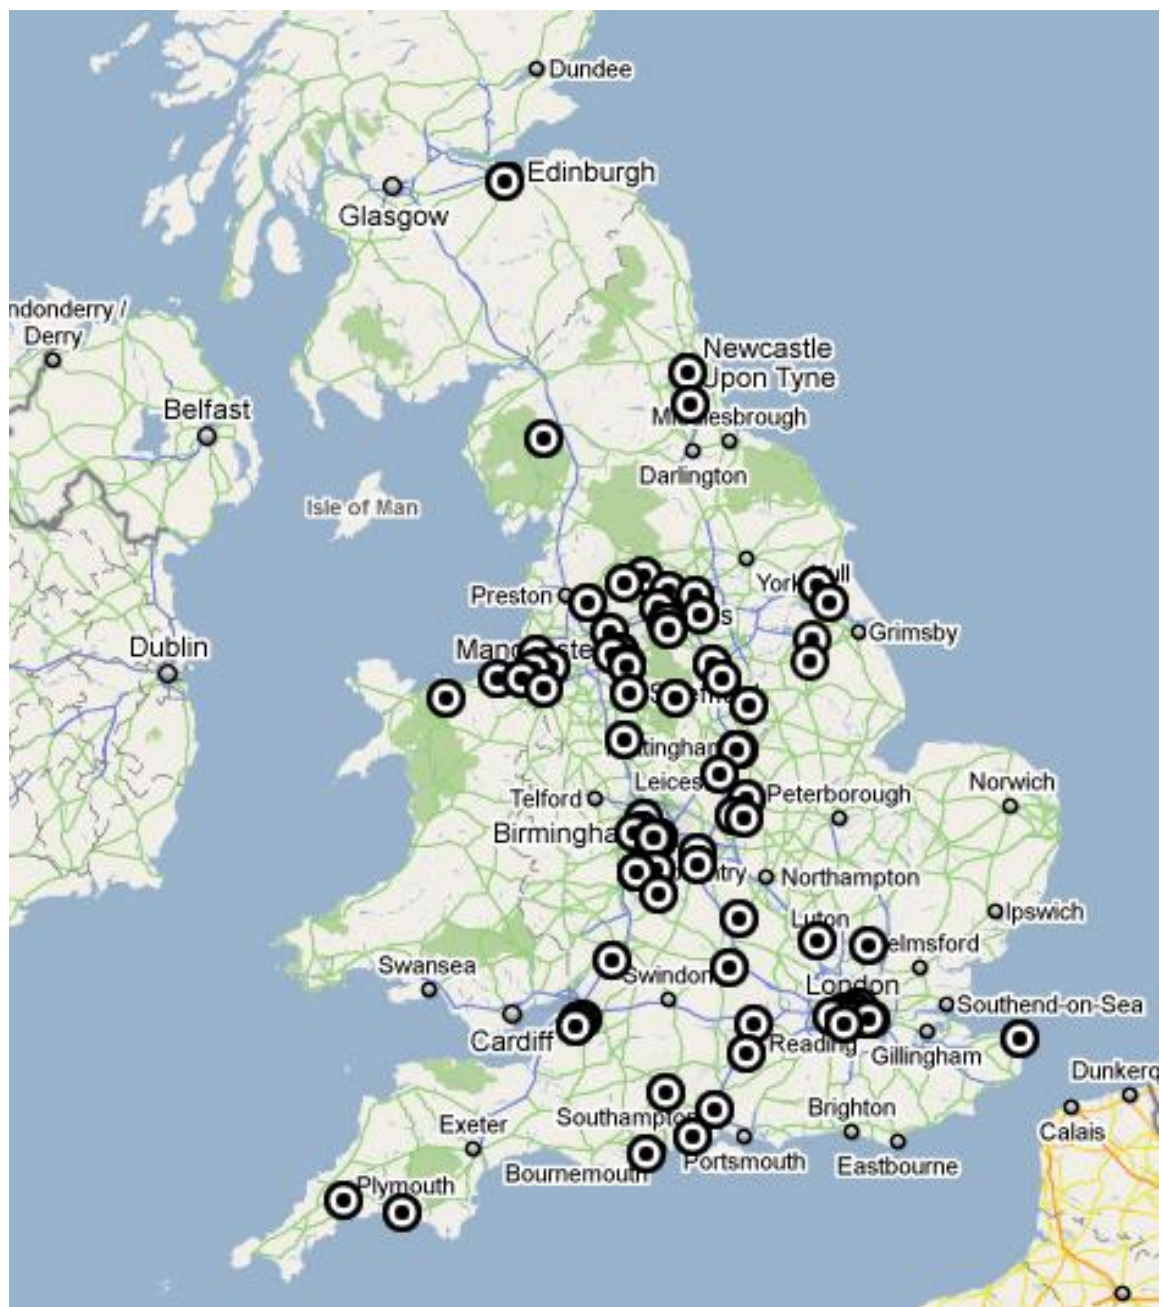 Dundee
Edinburgh
Glasgow
ndonderry /
Derry
Newcastle
Upon Tyne
Belfast
Darlington
Isle of Man
Preston
York
Grimsby
Dublin
Telford
Peterborough
Norwich
Northampton
Ipswich
Luton
elmsford
Swansea
Swindon
London
Southend-on-Sea
Cardiff
Reading
Gillingham
Dunkerq
Southampton
Brighton
Exeter
Calais
Portsmouth
Eastbourne
Bournemouth
Plymouth